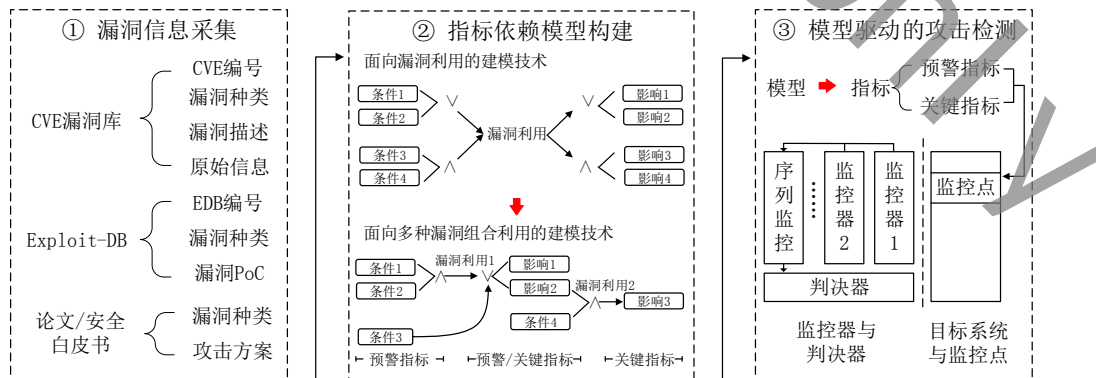 ① 漏洞信息采集
CVE漏洞库
CVE编号
漏洞种类
漏洞描述
原始信息
Exploit-DB
EDB编号
漏洞种类
漏洞PoC
论文/安全
白皮书
漏洞种类
攻击方案
② 指标依赖模型构建
面向漏洞利用的建模技术
条件1
条件2
条件3
条件4
∨
∧
漏洞利用
∨
∧
影响1
影响2
影响3
影响4
面向多种漏洞组合利用的建模技术
条件1
条件2
条件3
∧
漏洞利用1
∨
影响1
影响2
条件4
漏洞利用2
∧
影响3
预警指标
预警/关键指标
关键指标
③ 模型驱动的攻击检测
模型
指标
预警指标
关键指标
序列监控
……
监控器2
监控器1
判决器
监控器与
判决器
监控点
目标系统
与监控点
nly